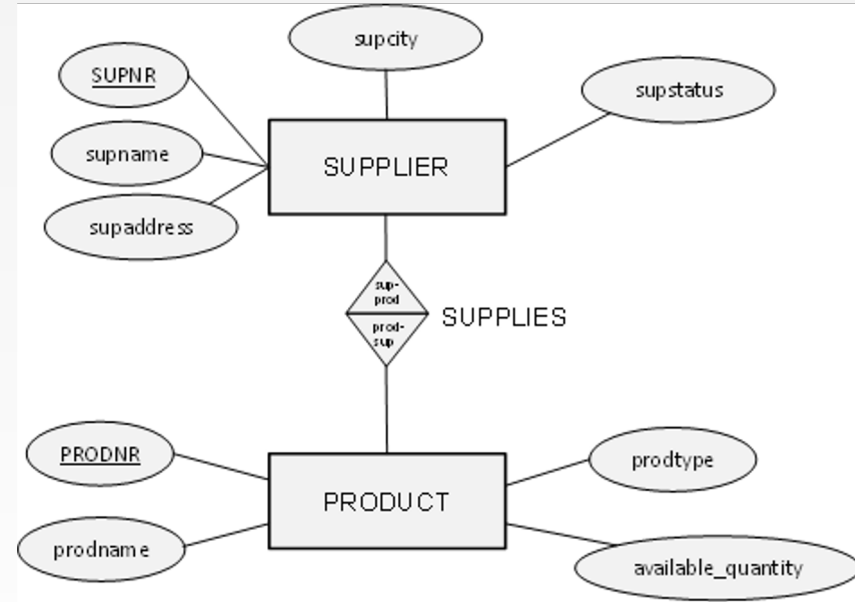 supcity
SUPNR
supstatus
supname
SUPPLIER
supaddress
sup-
prod
SUPPLIES
prod-
sup
PRODNR
prodtype
PRODUCT
prodname
available_quantity